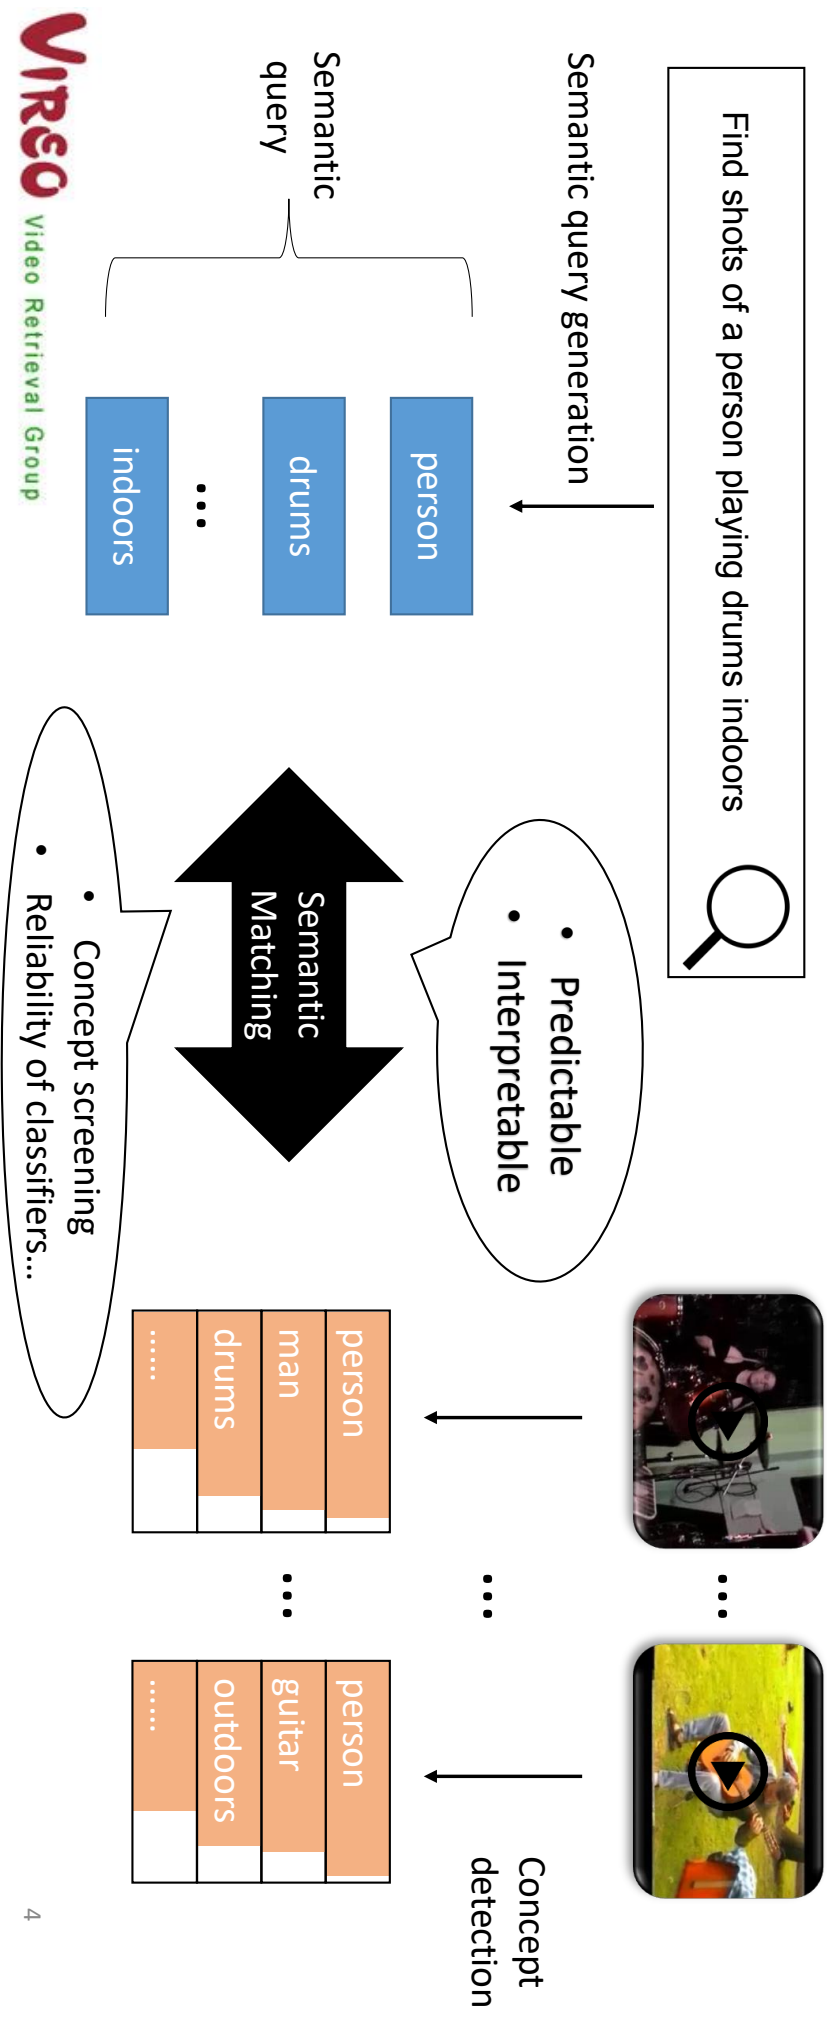 Find shots of a person playing drums indoors
Semantic query generation
Semantic
query
person
drums
...
indoors
Predictable
Interpretable
Semantic
Matching
Concept screening
Reliability of classifiers...
...
...
...
Concept
detection
person
man
drums
......
person
guitar
outdoors
......
VIREO Video Retrieval Group
4